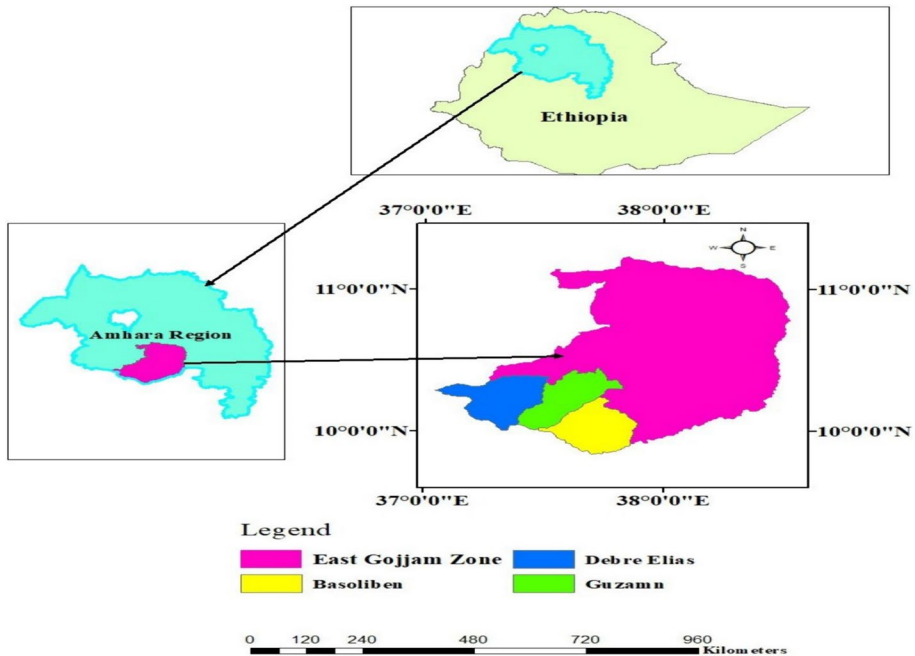 Ethiopia
37°0'0"E 38°0'0"E
N
W E
S
11°0'0"N 11°0'0"N
Amhara Region
10°0'0"N 10°0'0"N
37°0'0"E 38°0'0"E
Legend
East Gojjam Zone Debre Elias
Basoliben Guzamn
0 120 240 480 720 960
Kilometers